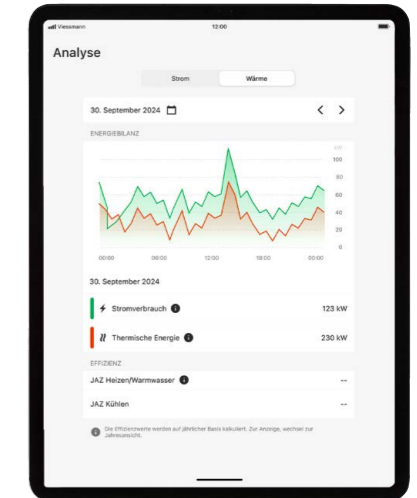 Viessmann 12:00
Analyse
Strom Wärme
30. September 2024
ENERGIEBILANZ
100
80
60
40
20
0
00:00 06:00 12:00 18:00 00:00
30. September 2024
Stromverbrauch 123 kW
Thermische Energie 230 kW
EFFIZIENZ
JAZ Heizen/Warmwasser --
JAZ Kühlen --
Die Effizienzwerte werden auf jährlicher Basis kalkuliert. Zur Anzeige, wechsel zur
Jahresansicht.